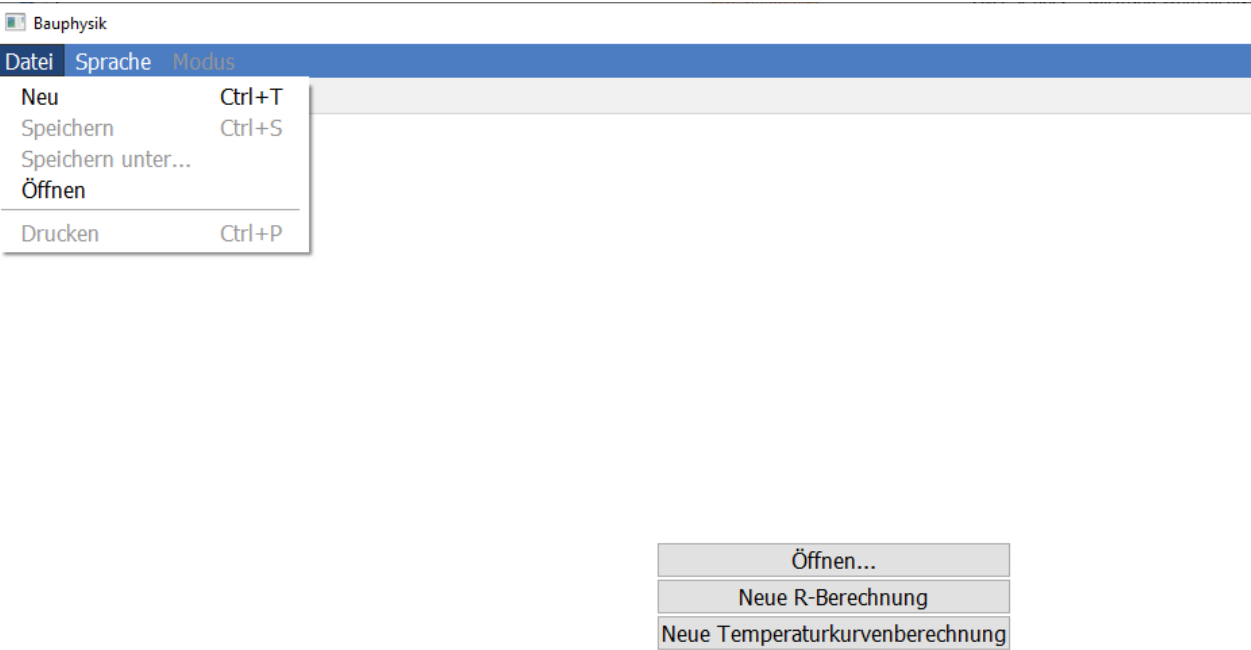 Bauphysik
Datei Sprache Modus
Neu Ctrl+T
Speichern Ctrl+S
Speichern unter...
Öffnen
Drucken Ctrl+P
Öffnen...
Neue R-Berechnung
Neue Temperaturkurvenberechnung